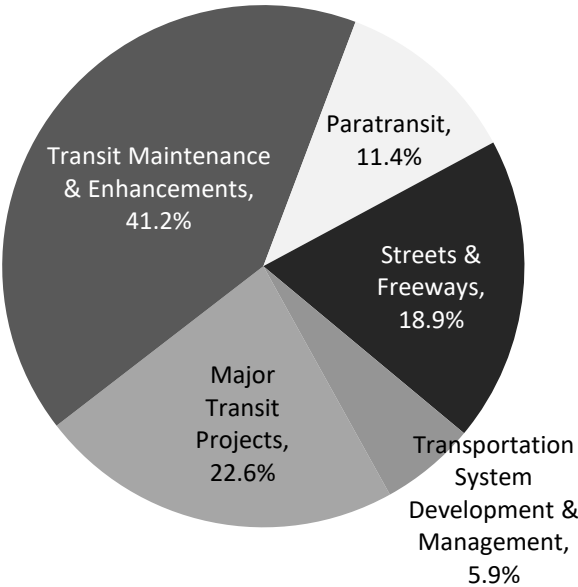 Paratransit,
11.4%
Transit Maintenance
& Enhancements,
41.2%
Streets &
Freeways,
18.9%
Major
Transit
Projects,
22.6%
Transportation
System
Development &
Management,
5.9%